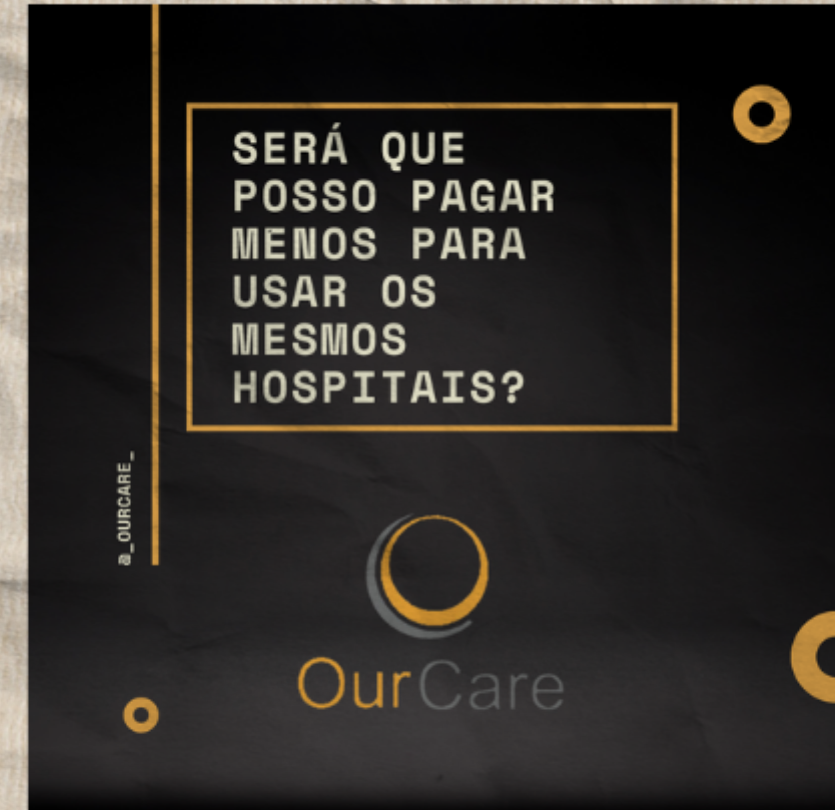 SERÁ QUE
POSSO PAGAR
MENOS PARA
USAR OS
MESMOS
HOSPITAIS?
@_OURCARE_
OurCare